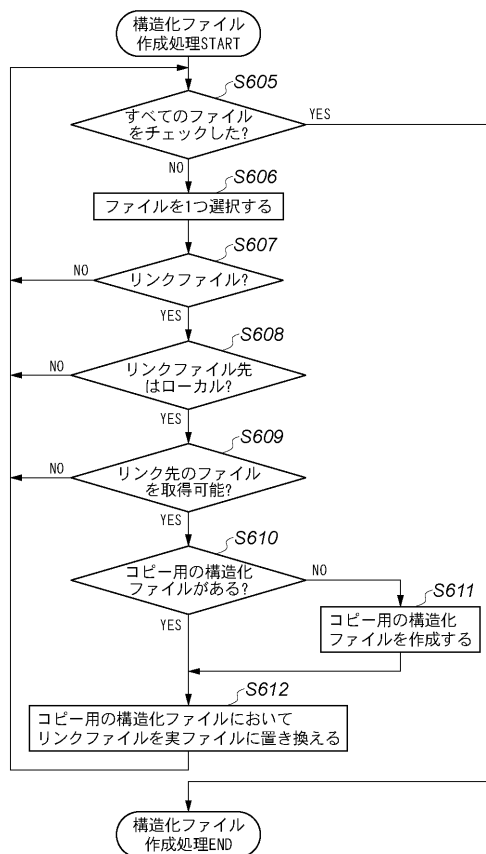 構造化ファイル
作成処理START
S605
すべてのファイル
をチェックした?
YES
NO
S606
ファイルを1つ選択する
S607
リンクファイル?
NO
YES
S608
リンクファイル先
はローカル?
NO
YES
S609
リンク先のファイル
を取得可能?
NO
YES
S610
コピー用の構造化
ファイルがある?
NO
YES
S611
コピー用の構造化
ファイルを作成する
S612
コピー用の構造化ファイルにおいて
リンクファイルを実ファイルに置き換える
構造化ファイル
作成処理END